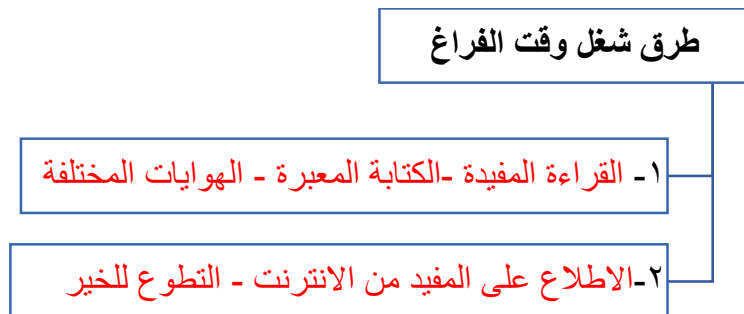 طرق شغل وقت الفراغ
١- القراءة المفيدة -الكتابة المعبرة - الهوايات المختلفة
٢-الاطلاع على المفيد من الانترنت - التطوع للخير